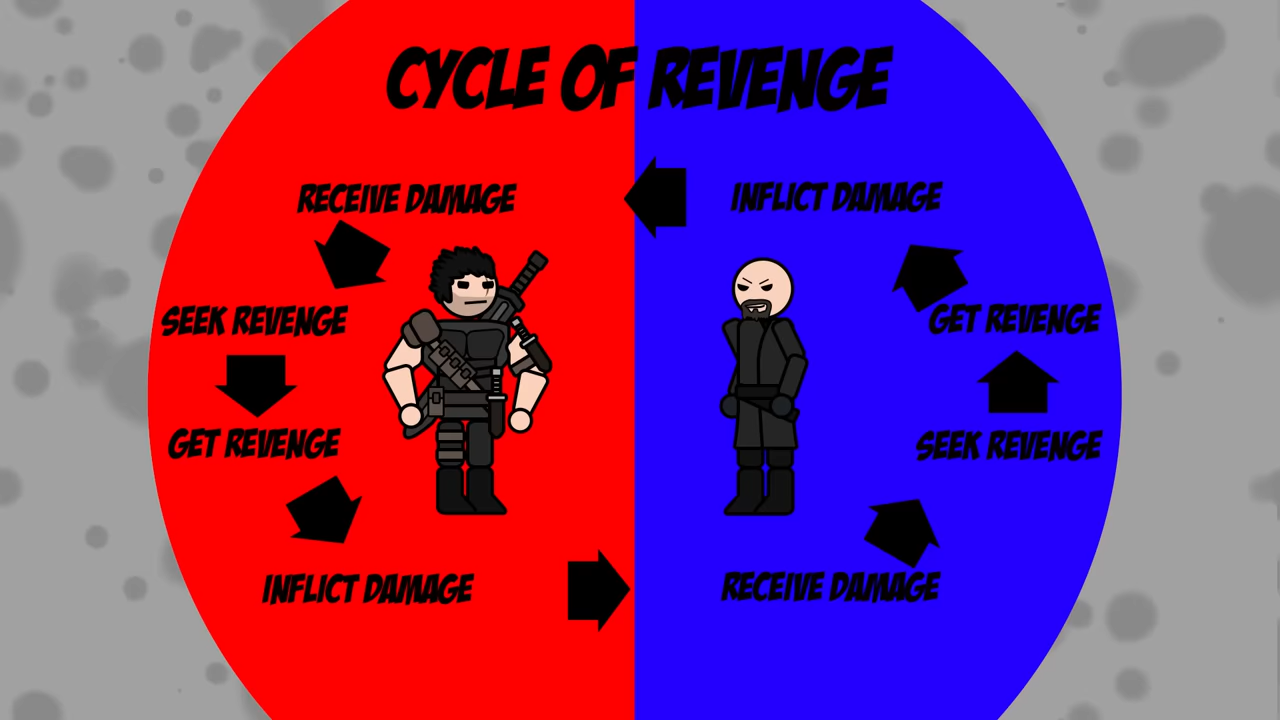 CYCLE OF REVENGE
RECEIVE DAMAGE
SEEK REVENGE
GET REVENGE
INFLICT DAMAGE
RECEIVE DAMAGE
SEEK REVENGE
GET REVENGE
INFLICT DAMAGE